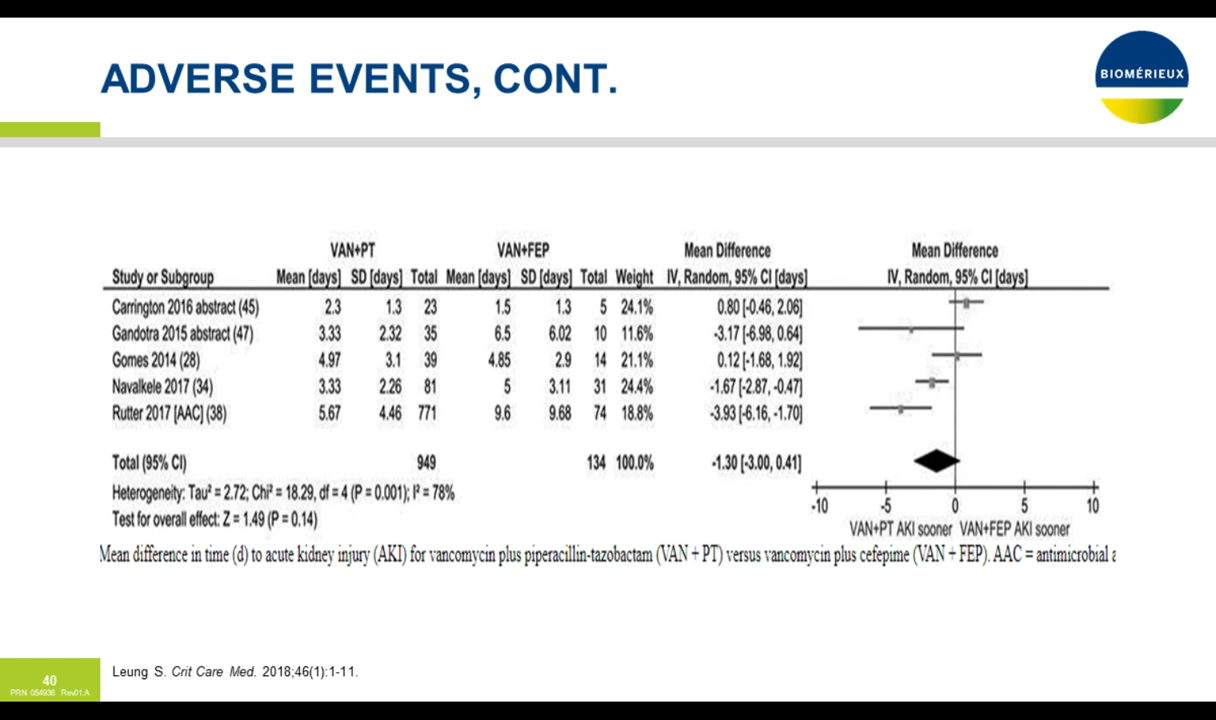 ADVERSE EVENTS, CONT.
BIOMÉRIEUX
VAN+PT VAN+FEP Mean Difference Mean Difference
Study or Subgroup Mean [days] SD [days] Total Mean [days] SD [days] Total Weight IV, Random, 95% CI [days] IV, Random, 95% CI [days]
Carrington 2016 abstract (45) 2.3 1.3 23 1.5 1.3 5 24.1% 0.80 [-0.46, 2.06]
Gandotra 2015 abstract (47) 3.33 2.32 35 6.5 6.02 10 11.6% -3.17 [-6.98, 0.64]
Gomes 2014 (28) 4.97 3.1 39 4.85 2.9 14 21.1% 0.12 [-1.68, 1.92]
Navalkele 2017 (34) 3.33 2.26 81 5 3.11 31 24.4% -1.67 [-2.87, -0.47]
Rutter 2017 [AAC] (38) 5.67 4.46 771 9.6 9.68 74 18.8% -3.93 [-6.16, -1.70]
Total (95% CI) 949 134 100.0% -1.30 [-3.00, 0.41]
Heterogeneity: Tau² = 2.72; Chi² = 18.29, df = 4 (P = 0.001); I² = 78%
Test for overall effect: Z = 1.49 (P = 0.14)
-10 -5 0 5 10
VAN+PT AKI sooner VAN+FEP AKI sooner
Mean difference in time (d) to acute kidney injury (AKI) for vancomycin plus piperacillin-tazobactam (VAN + PT) versus vancomycin plus cefepime (VAN + FEP). AAC = antimicrobial a
Leung S. Crit Care Med. 2018;46(1):1-11.
40
PRN 054936 Rev01.A